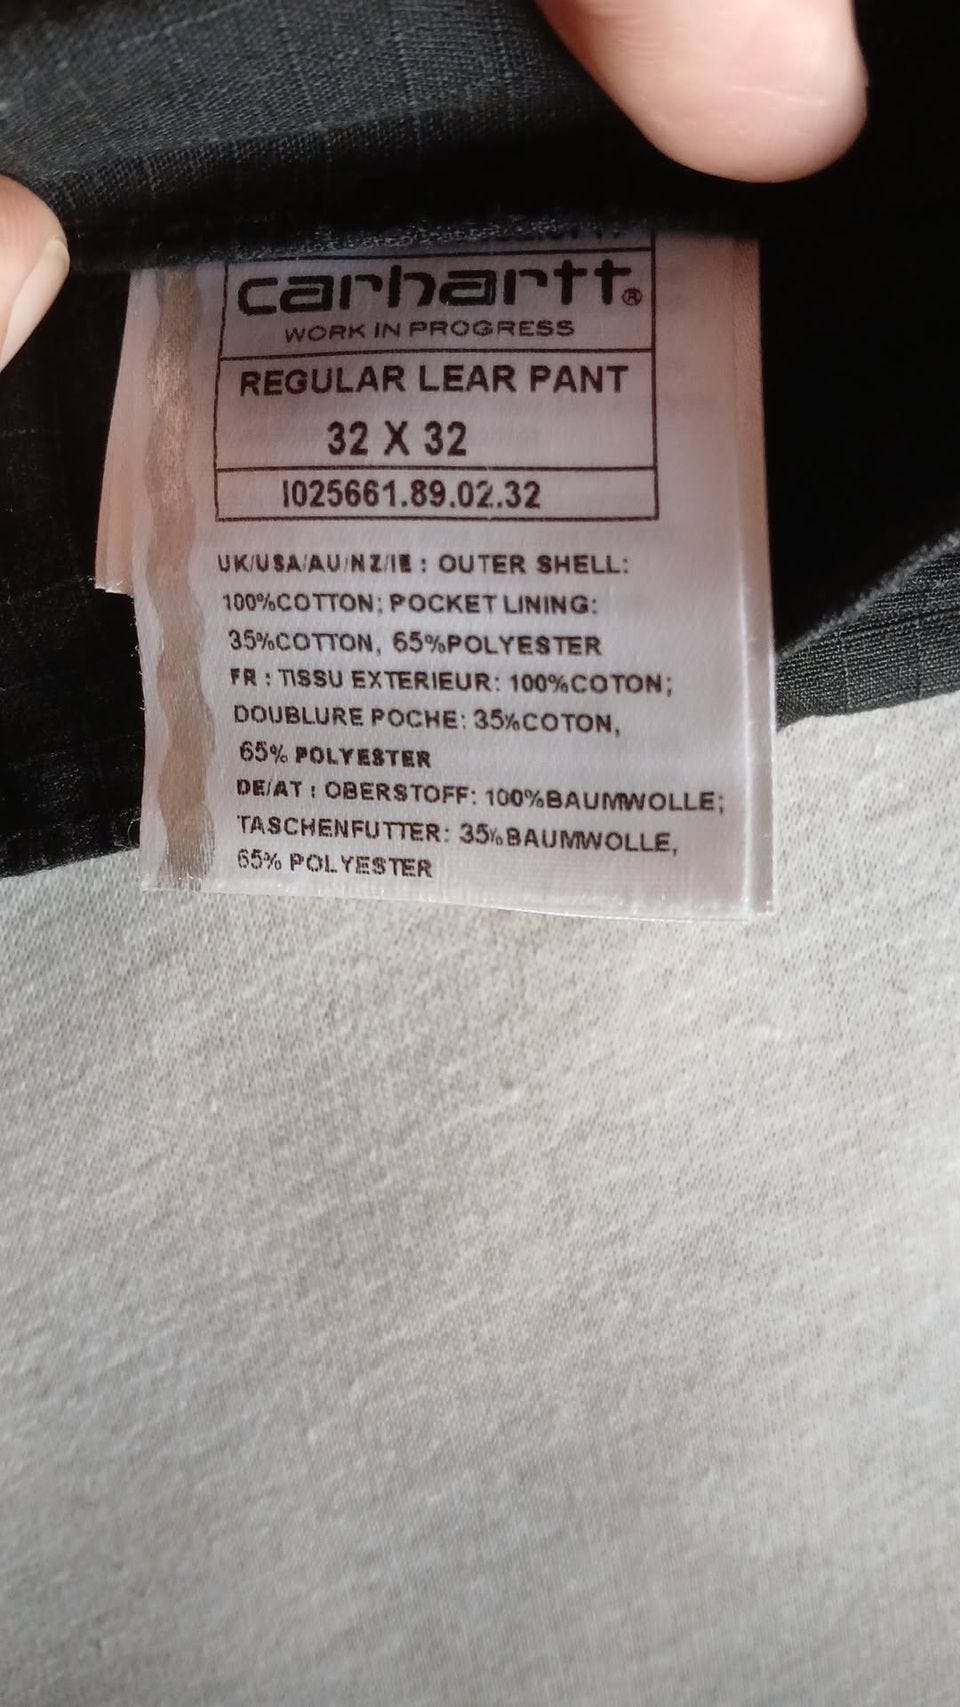 carhartt®
WORK IN PROGRESS
REGULAR LEAR PANT
32 X 32
I025661.89.02.32
UK/USA/AU/NZ/IE : OUTER SHELL:
100%COTTON; POCKET LINING:
35%COTTON, 65%POLYESTER
FR : TISSU EXTERIEUR: 100%COTON;
DOUBLURE POCHE: 35%COTON,
65% POLYESTER
DE/AT : OBERSTOFF: 100%BAUMWOLLE;
TASCHENFUTTER: 35%BAUMWOLLE,
65% POLYESTER